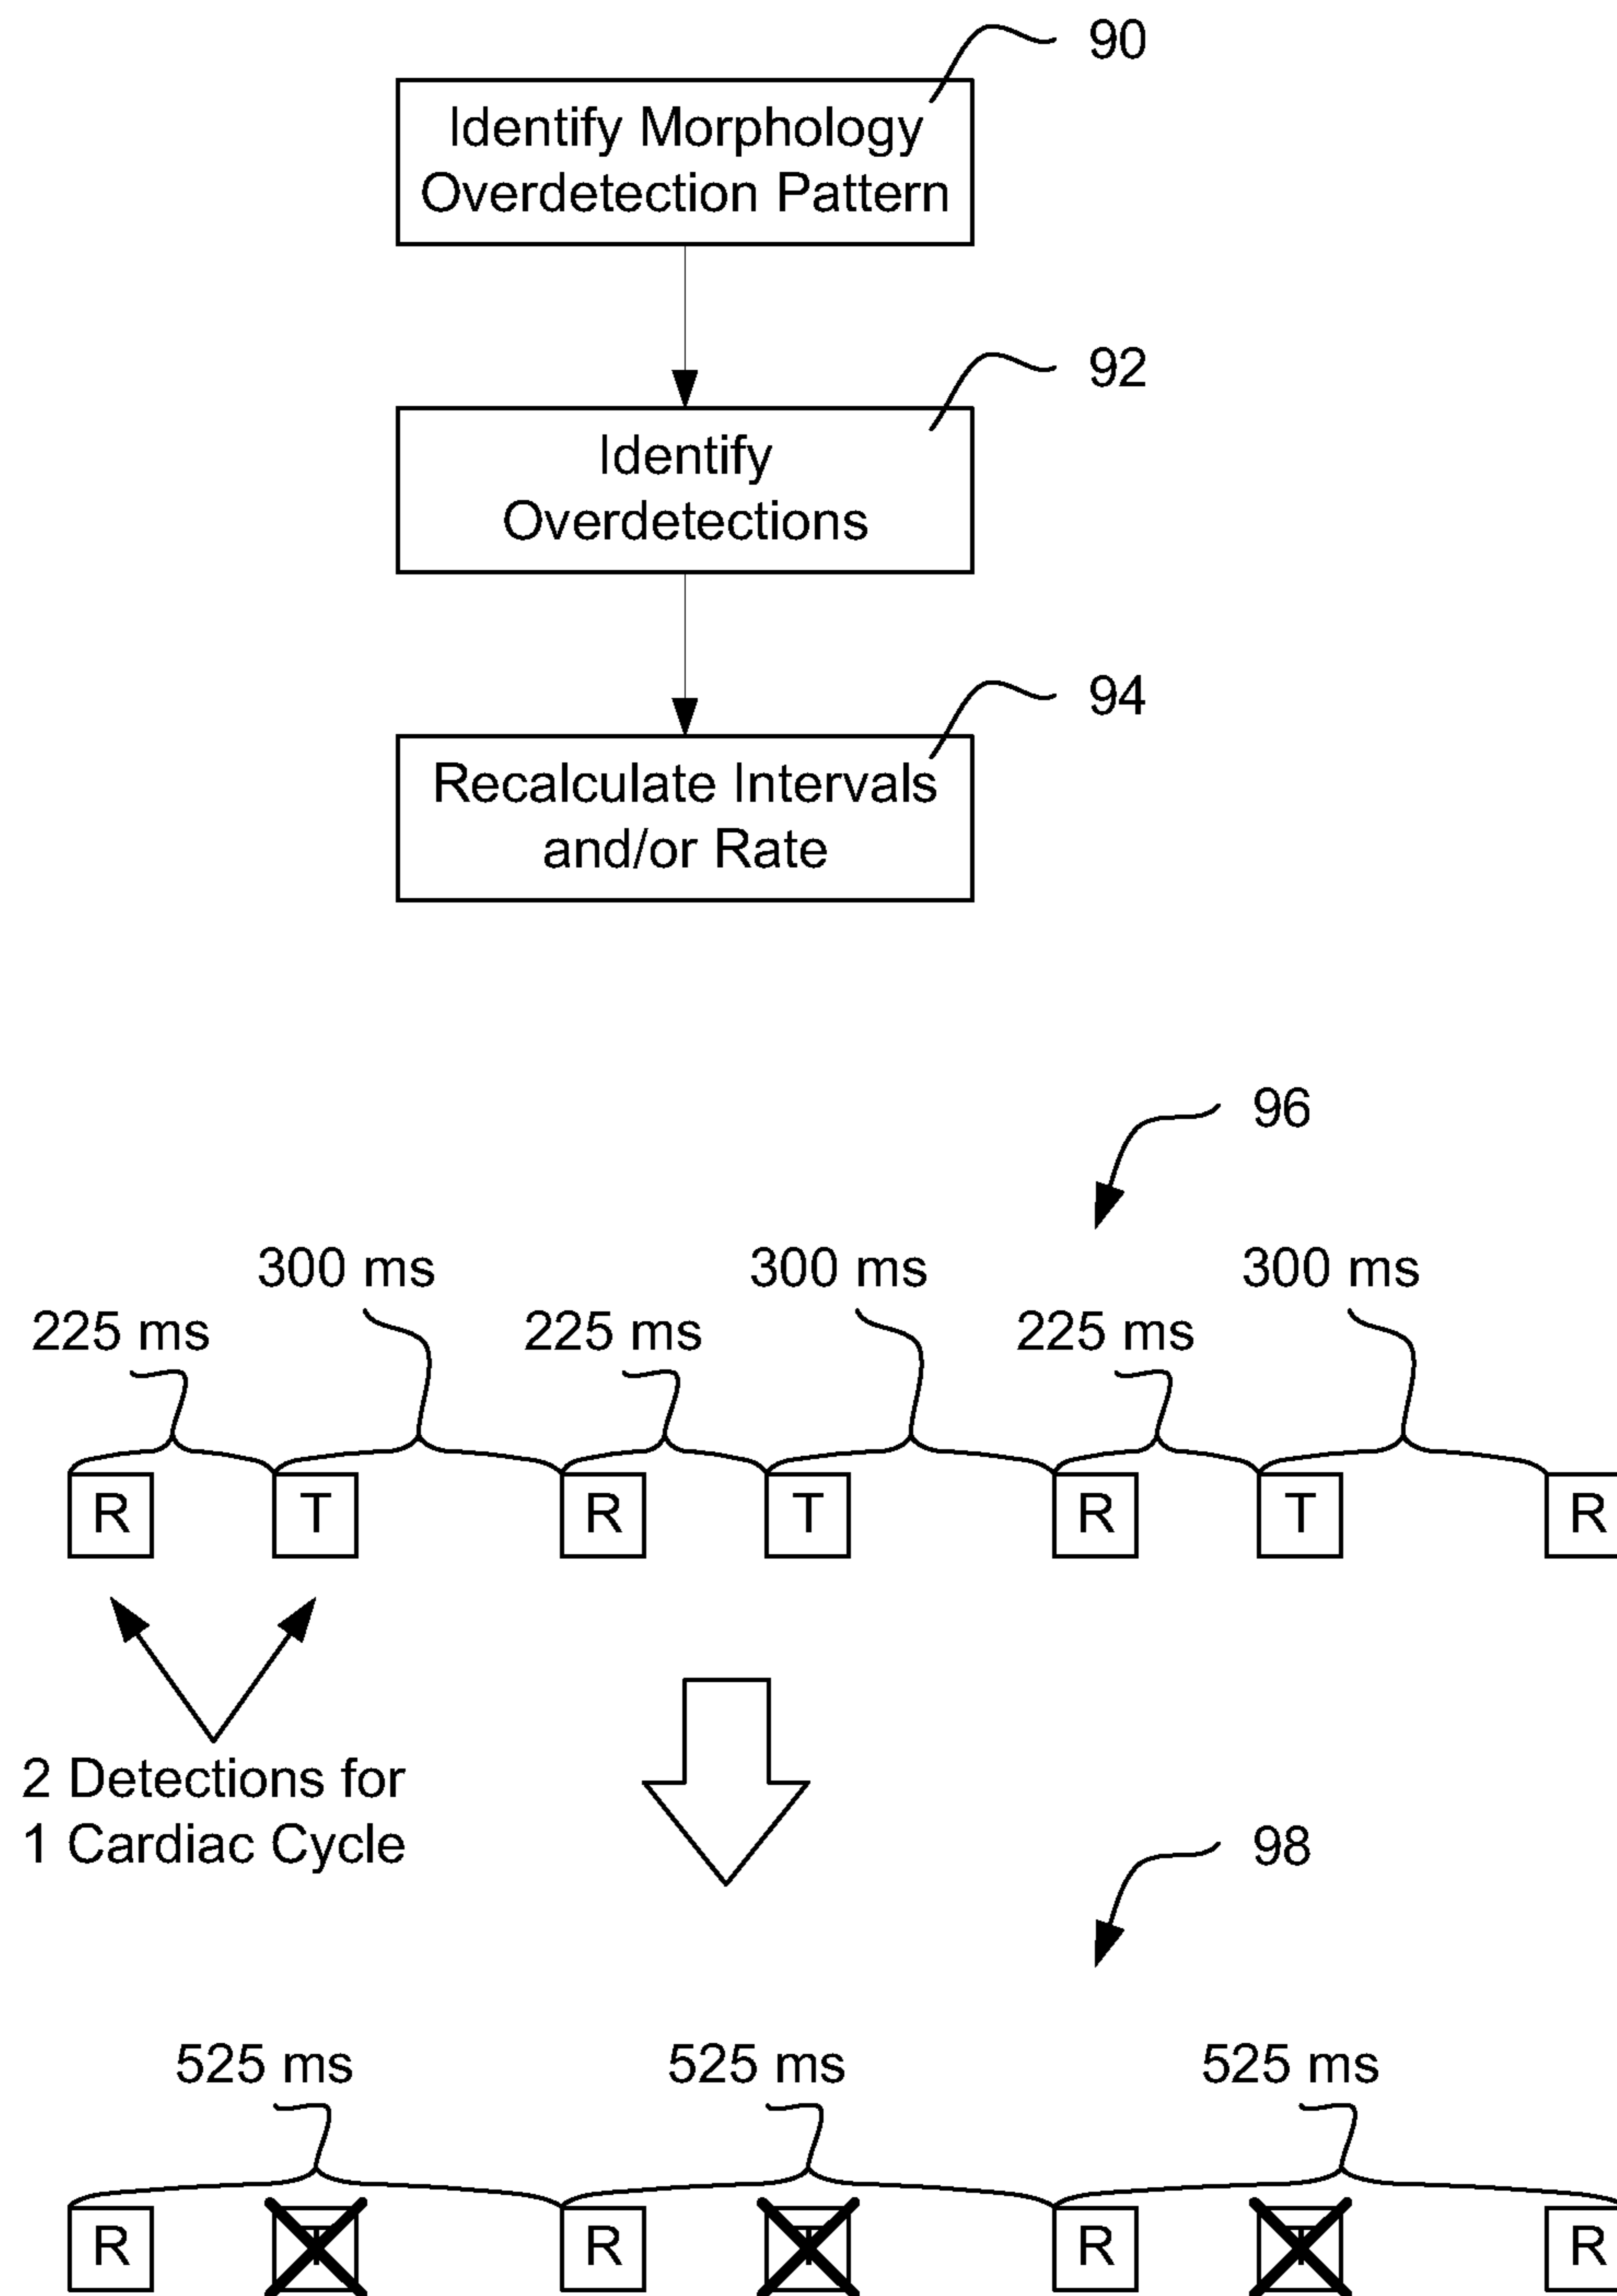 90
Identify Morphology
Overdetection Pattern
92
Identify
Overdetections
94
Recalculate Intervals
and/or Rate
96
300 ms 300 ms 300 ms
225 ms 225 ms 225 ms
R T R T R T R
2 Detections for
1 Cardiac Cycle
98
525 ms 525 ms 525 ms
R T R T R T R